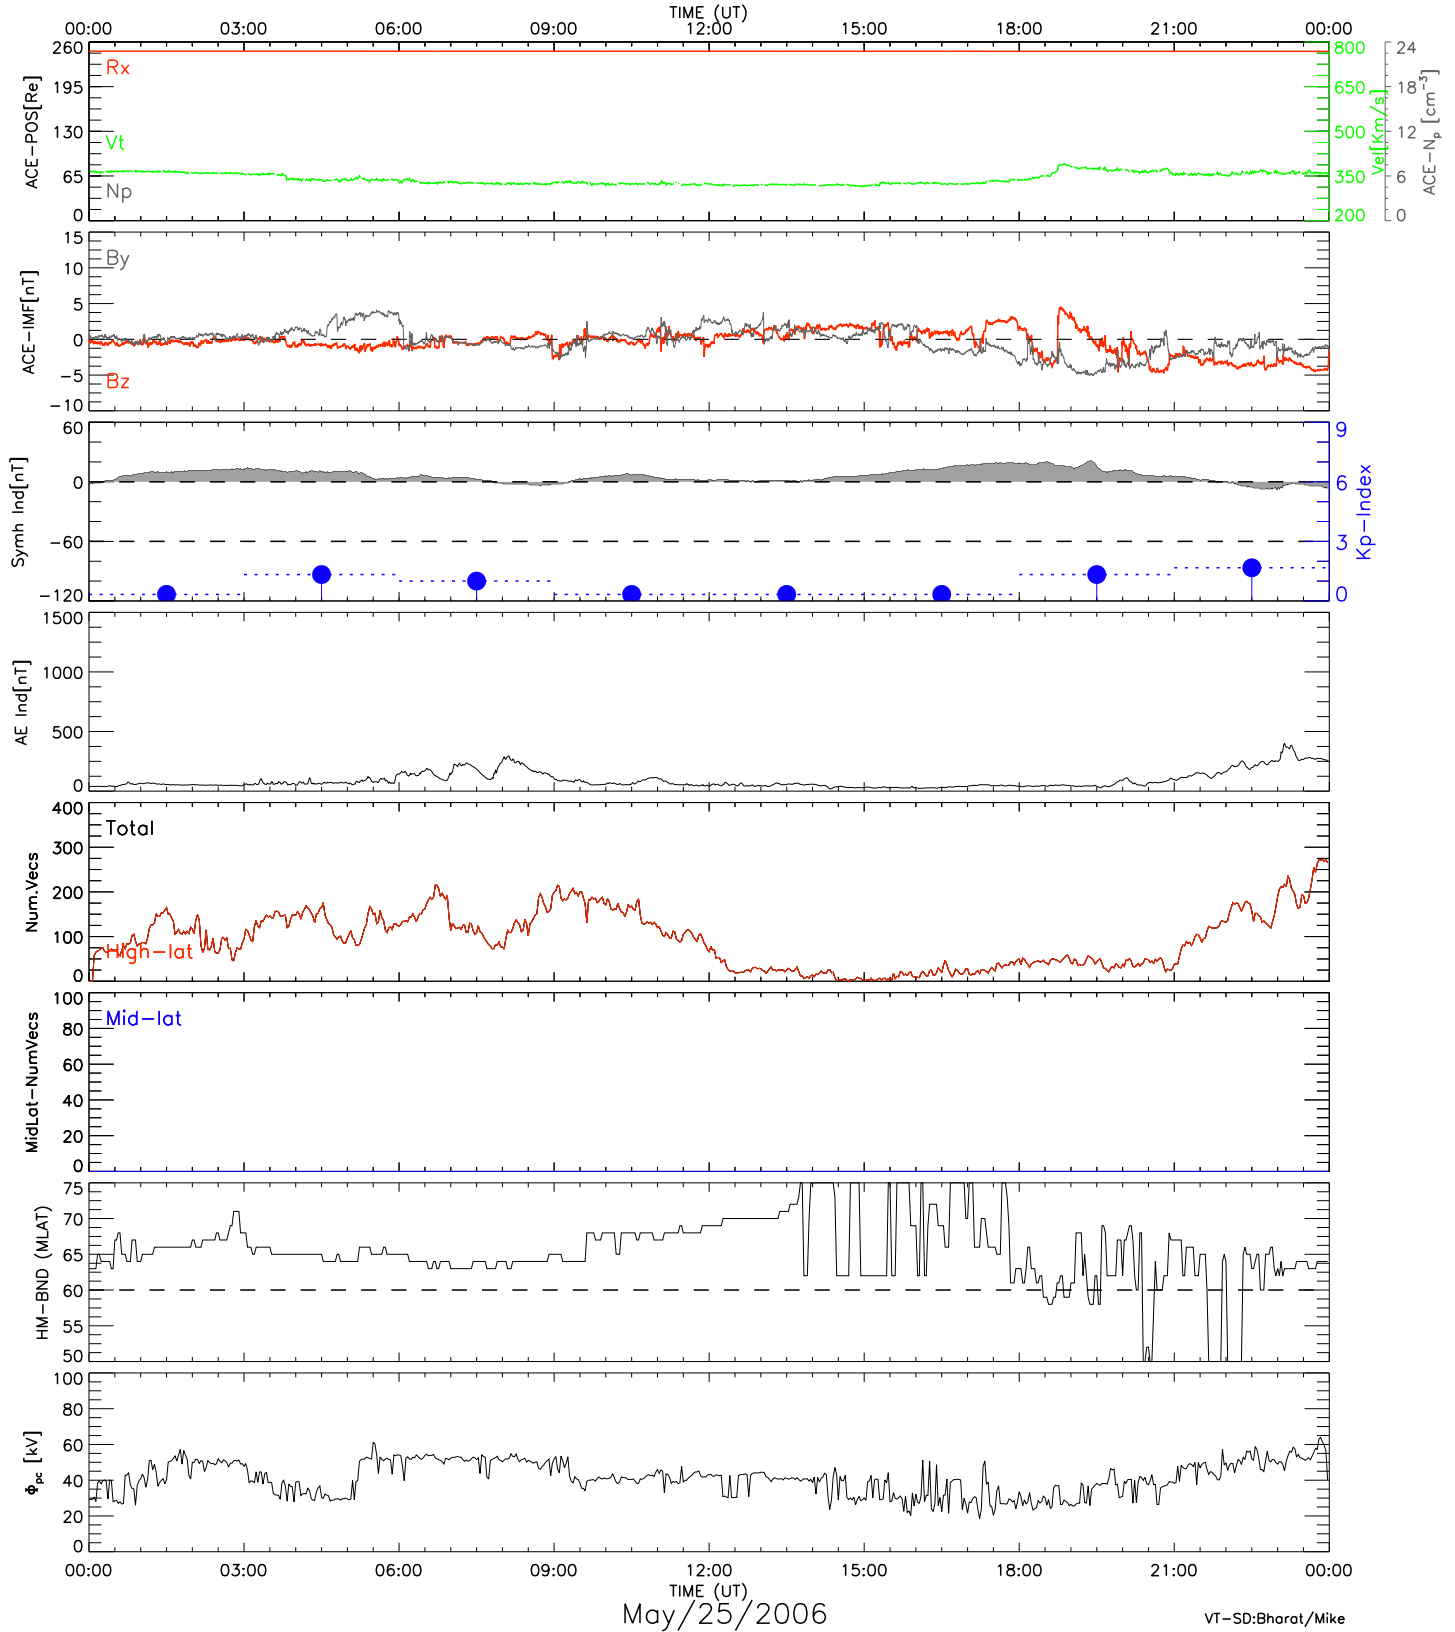 TIME (UT)
00:00 03:00 06:00 09:00 12:00 15:00 18:00 21:00 00:00
ACE-POS[Re]
260
195
130
65
0
Rx
Vt
Np
800
650
500
350
200
Vel[Km/s]
24
18
12
6
0
ACE-Np [cm-3]
ACE-IMF[nT]
15
10
5
0
-5
-10
By
Bz
Symh Ind[nT]
60
0
-60
-120
9
6
3
0
Kp-Index
AE Ind[nT]
1500
1000
500
0
Num.Vecs
400
300
200
100
0
Total
High-lat
MidLat-NumVecs
100
80
60
40
20
0
Mid-lat
HM-BND (MLAT)
75
70
65
60
55
50
Φpc [kV]
100
80
60
40
20
0
00:00 03:00 06:00 09:00 12:00 15:00 18:00 21:00 00:00
TIME (UT)
May/25/2006
VT-SD:Bharat/Mike